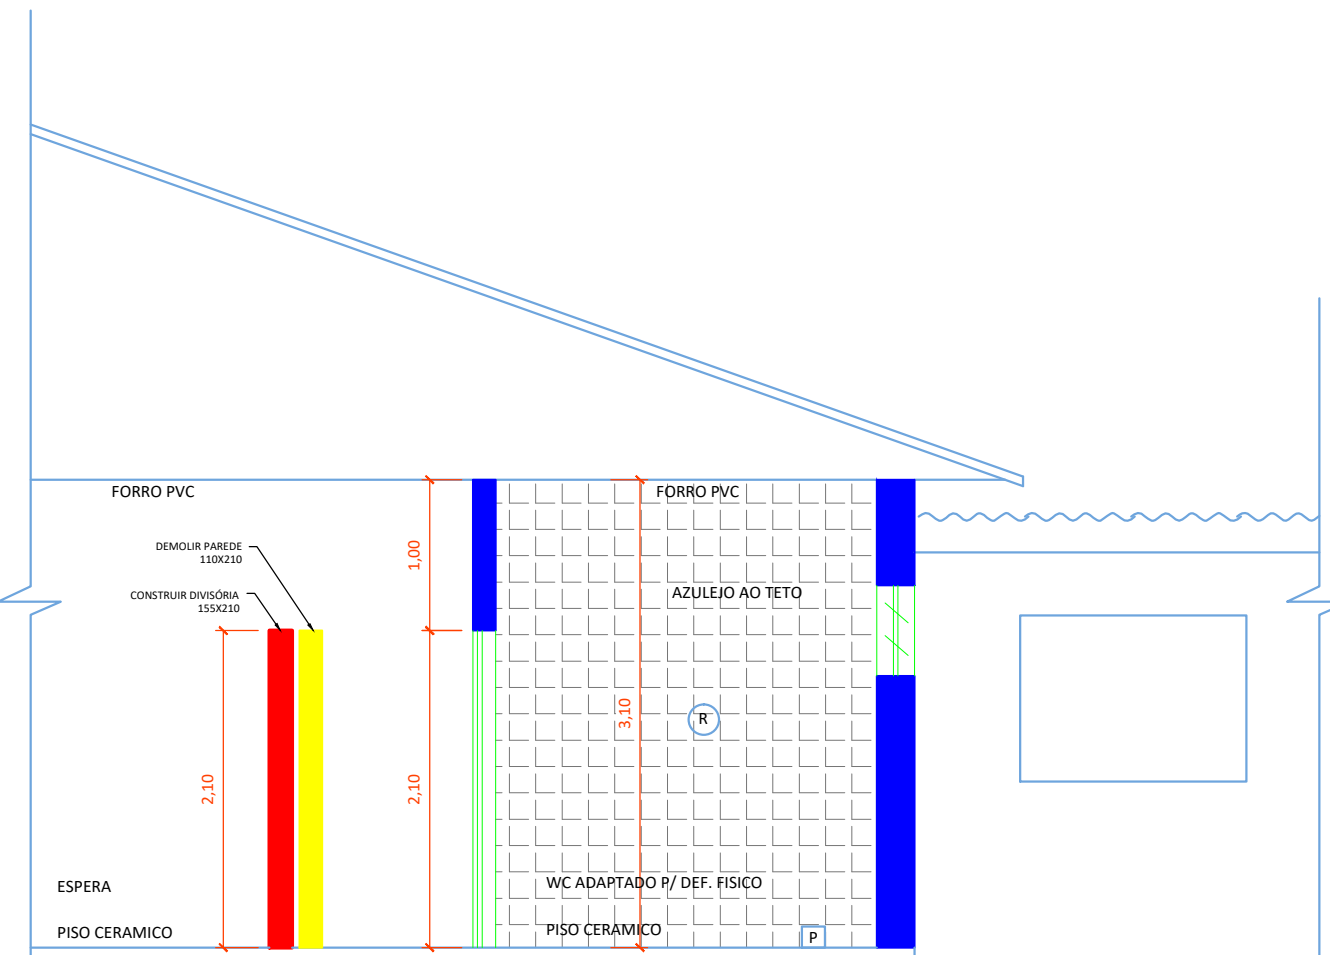 FORRO PVC
FORRO PVC
DEMOLIR PAREDE
110X210
1,00
CONSTRUIR DIVISÓRIA
155X210
AZULEJO AO TETO
3,10
R
2,10
2,10
ESPERA
WC ADAPTADO P/ DEF. FISICO
PISO CERAMICO
PISO CERAMICO
P